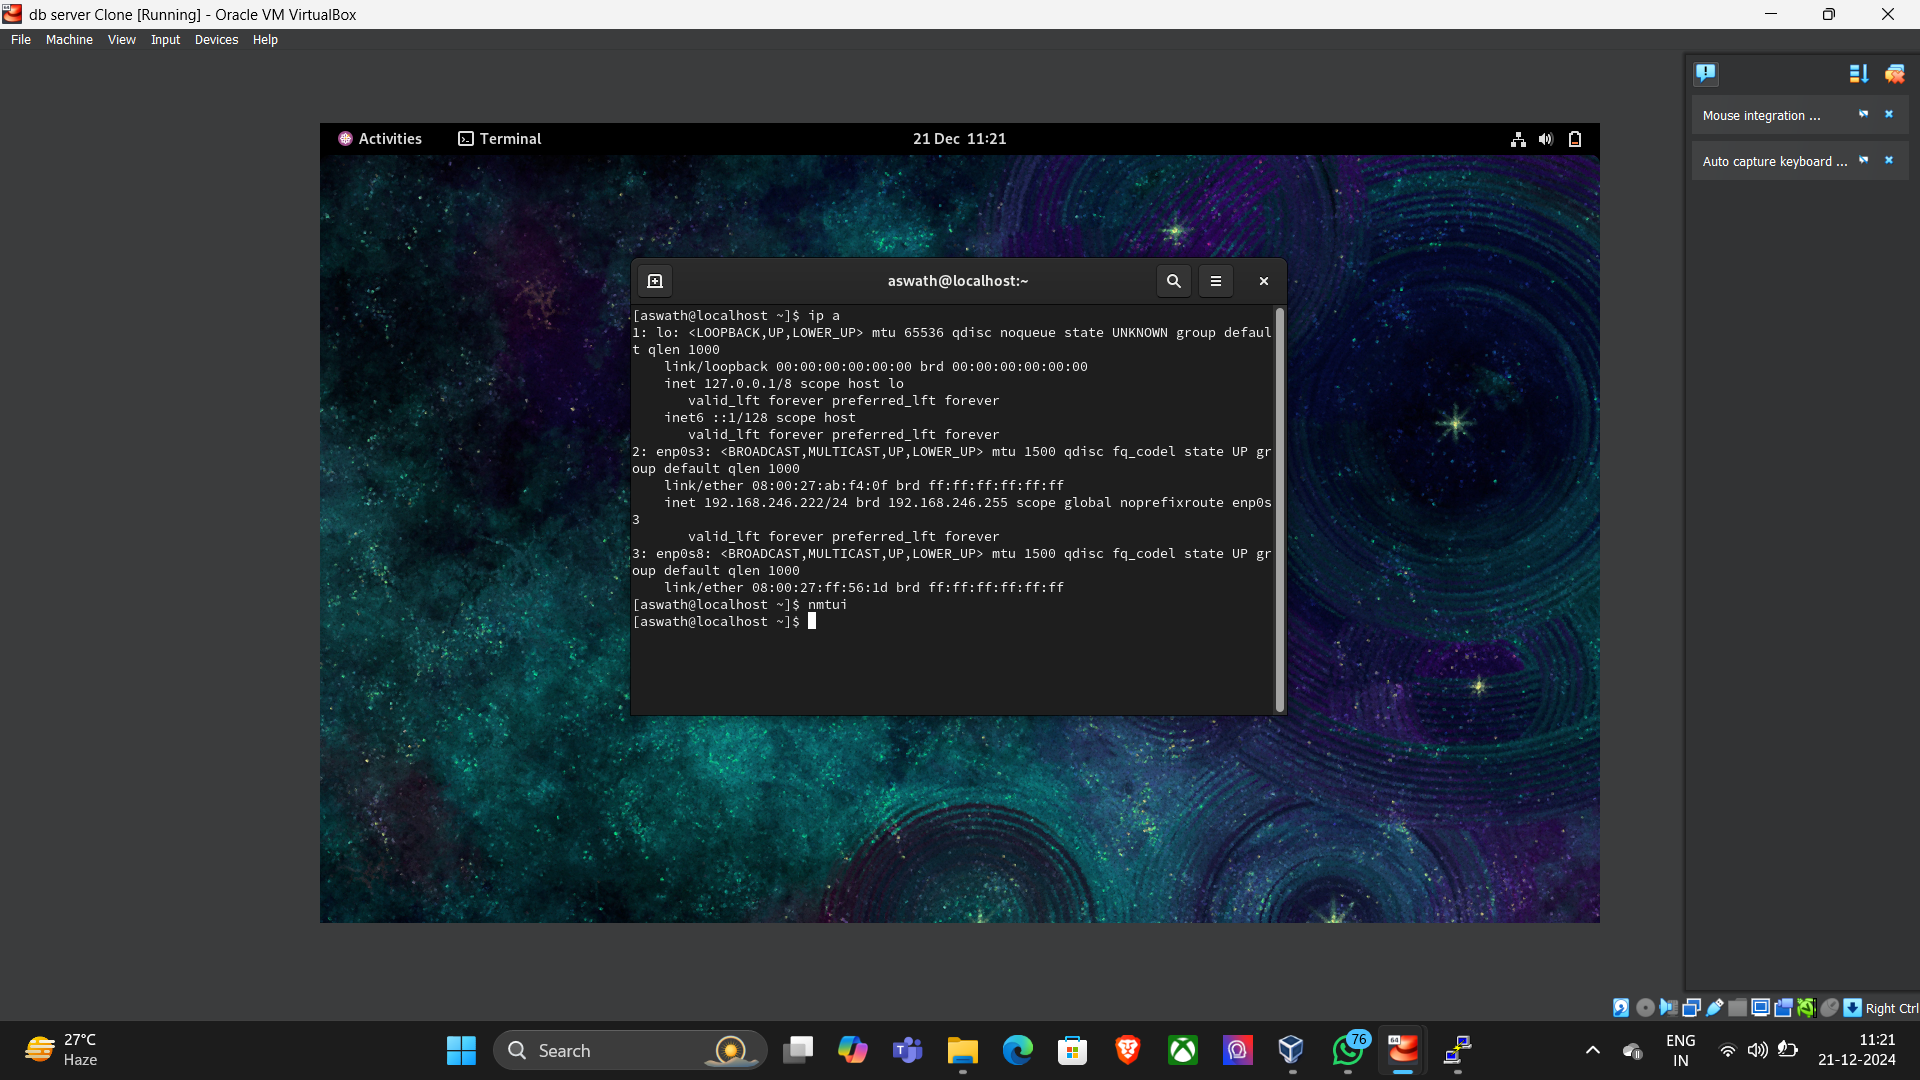 db server Clone [Running] - Oracle VM VirtualBox
File Machine View Input Devices Help
Mouse integration ...
Auto capture keyboard ...
Activities Terminal 21 Dec 11:21
aswath@localhost:~
[aswath@localhost ~]$ ip a
1: lo: <LOOPBACK,UP,LOWER_UP> mtu 65536 qdisc noqueue state UNKNOWN group defaul
t qlen 1000
link/loopback 00:00:00:00:00:00 brd 00:00:00:00:00:00
inet 127.0.0.1/8 scope host lo
valid_lft forever preferred_lft forever
inet6 ::1/128 scope host
valid_lft forever preferred_lft forever
2: enp0s3: <BROADCAST,MULTICAST,UP,LOWER_UP> mtu 1500 qdisc fq_codel state UP gr
oup default qlen 1000
link/ether 08:00:27:ab:f4:0f brd ff:ff:ff:ff:ff:ff
inet 192.168.246.222/24 brd 192.168.246.255 scope global noprefixroute enp0s
3
valid_lft forever preferred_lft forever
3: enp0s8: <BROADCAST,MULTICAST,UP,LOWER_UP> mtu 1500 qdisc fq_codel state UP gr
oup default qlen 1000
link/ether 08:00:27:ff:56:1d brd ff:ff:ff:ff:ff:ff
[aswath@localhost ~]$ nmtui
[aswath@localhost ~]$
Right Ctrl
27°C
Haze
Search
76
64
ENG
IN
11:21
21-12-2024